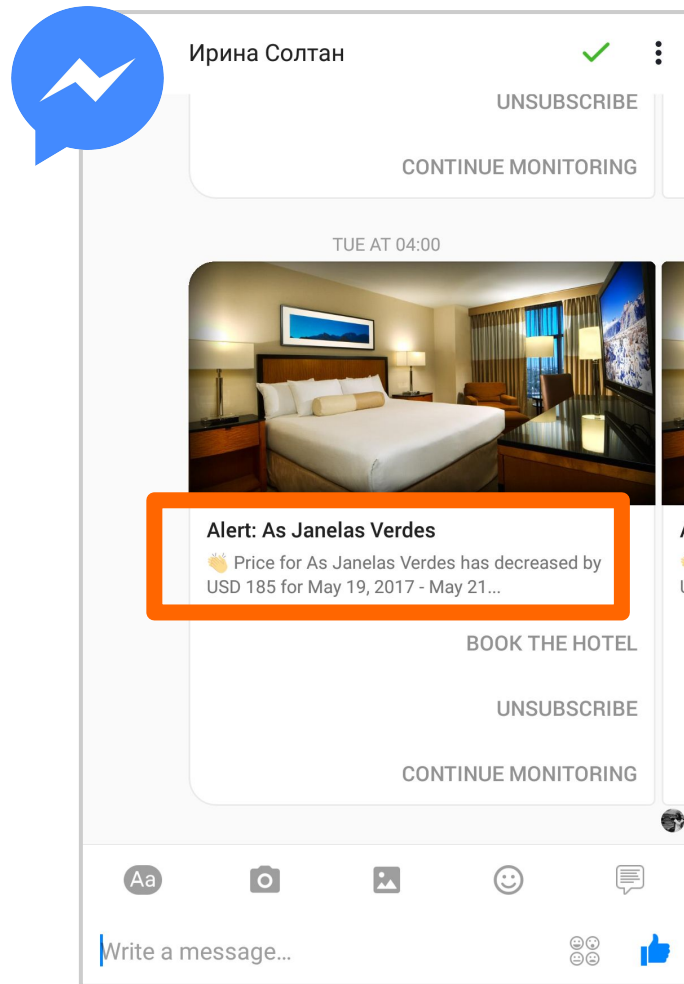 Ирина Солтан
UNSUBSCRIBE
CONTINUE MONITORING
TUE AT 04:00
Alert: As Janelas Verdes
👏 Price for As Janelas Verdes has decreased by
USD 185 for May 19, 2017 - May 21...
BOOK THE HOTEL
UNSUBSCRIBE
CONTINUE MONITORING
Aa
Write a message...